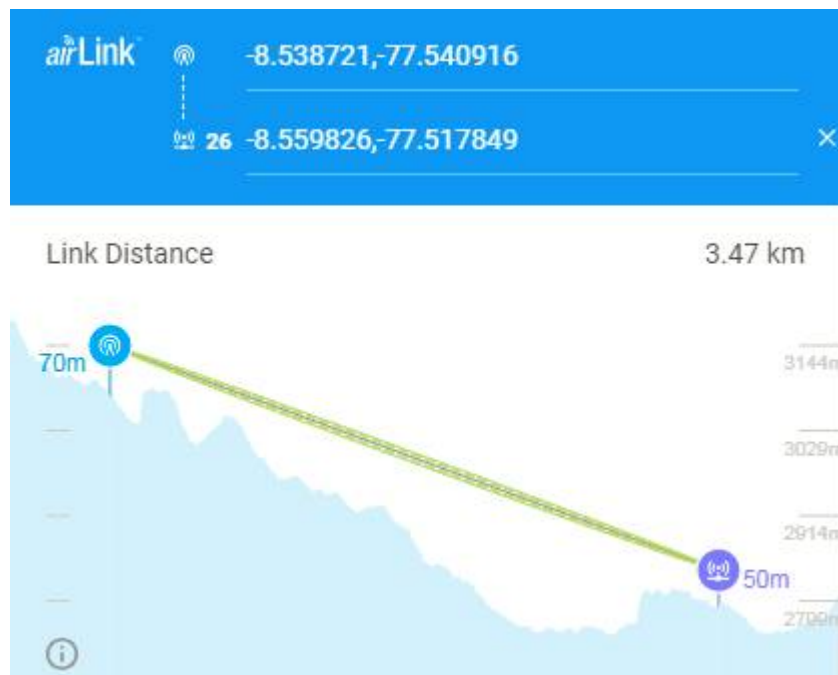 airLink
-8.538721,-77.540916
26 -8.559826,-77.517849
Link Distance 3.47 km
70m
3144m
3029m
2914m
50m
2799m